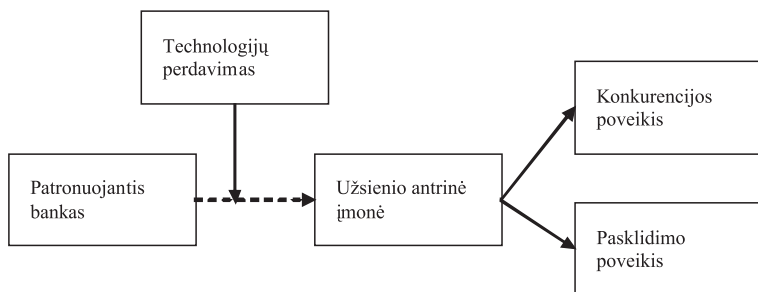 Technologijų
perdavimas
Konkurencijos
poveikis
Patronuojantis
bankas
Užsienio antrinė
įmonė
Pasklidimo
poveikis